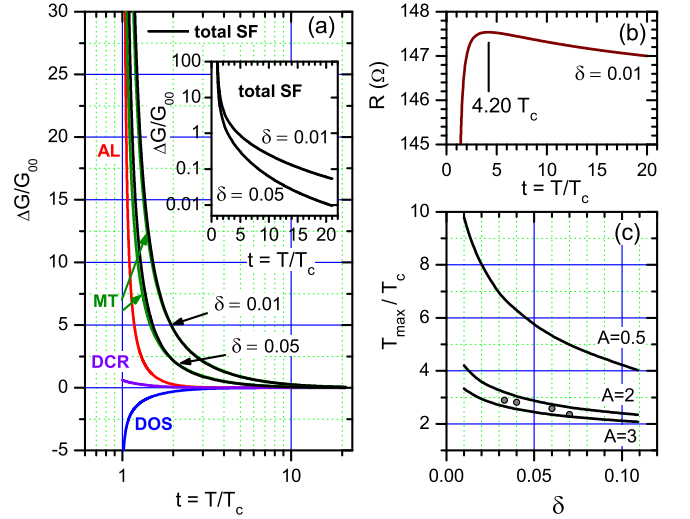 30
25
20
15
10
5
0
-5
ΔG/G₀₀
1
10
t = T/Tc
total SF
(a)
AL
MT
DCR
DOS
δ = 0.01
δ = 0.05
100
10
1
0.1
0.01
ΔG/G₀₀
total SF
δ = 0.01
δ = 0.05
0 5 10 15 20
t = T/Tc
148
147
146
145
R (Ω)
(b)
δ = 0.01
4.20 Tc
0 5 10 15 20
t = T/Tc
10
8
6
4
2
Tmax / Tc
(c)
A=0.5
A=2
A=3
0.00 0.05 0.10
δ